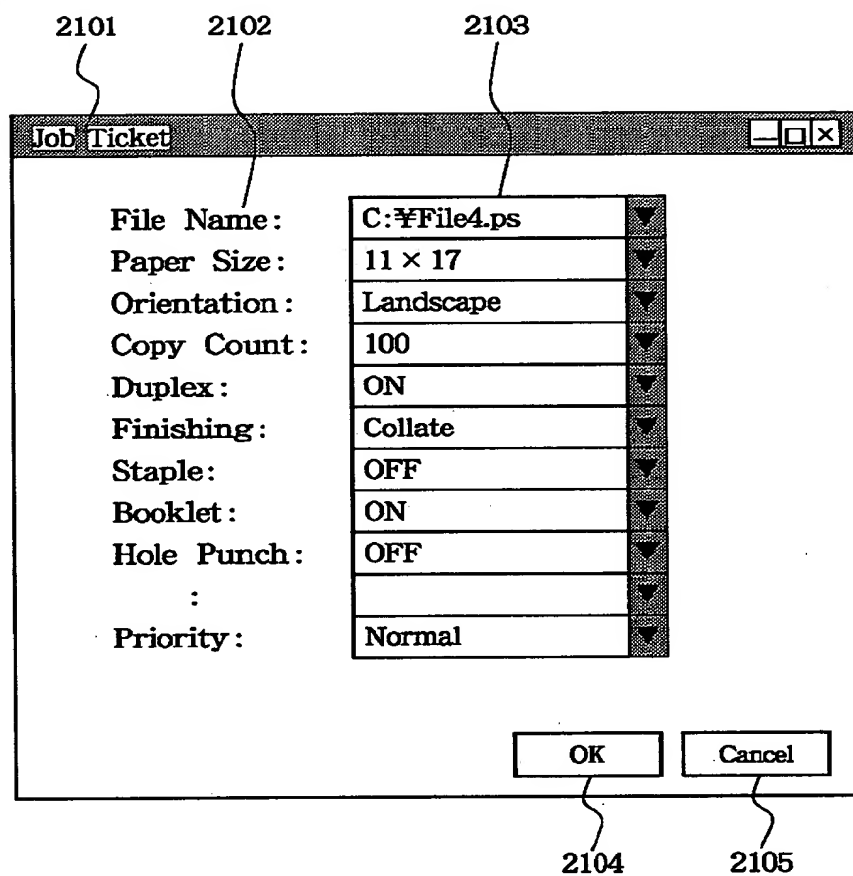 2101 2102 2103
Job Ticket
File Name: C:¥File4.ps
Paper Size: 11 × 17
Orientation: Landscape
Copy Count: 100
Duplex: ON
Finishing: Collate
Staple: OFF
Booklet: ON
Hole Punch: OFF
:
Priority: Normal
OK Cancel
2104 2105